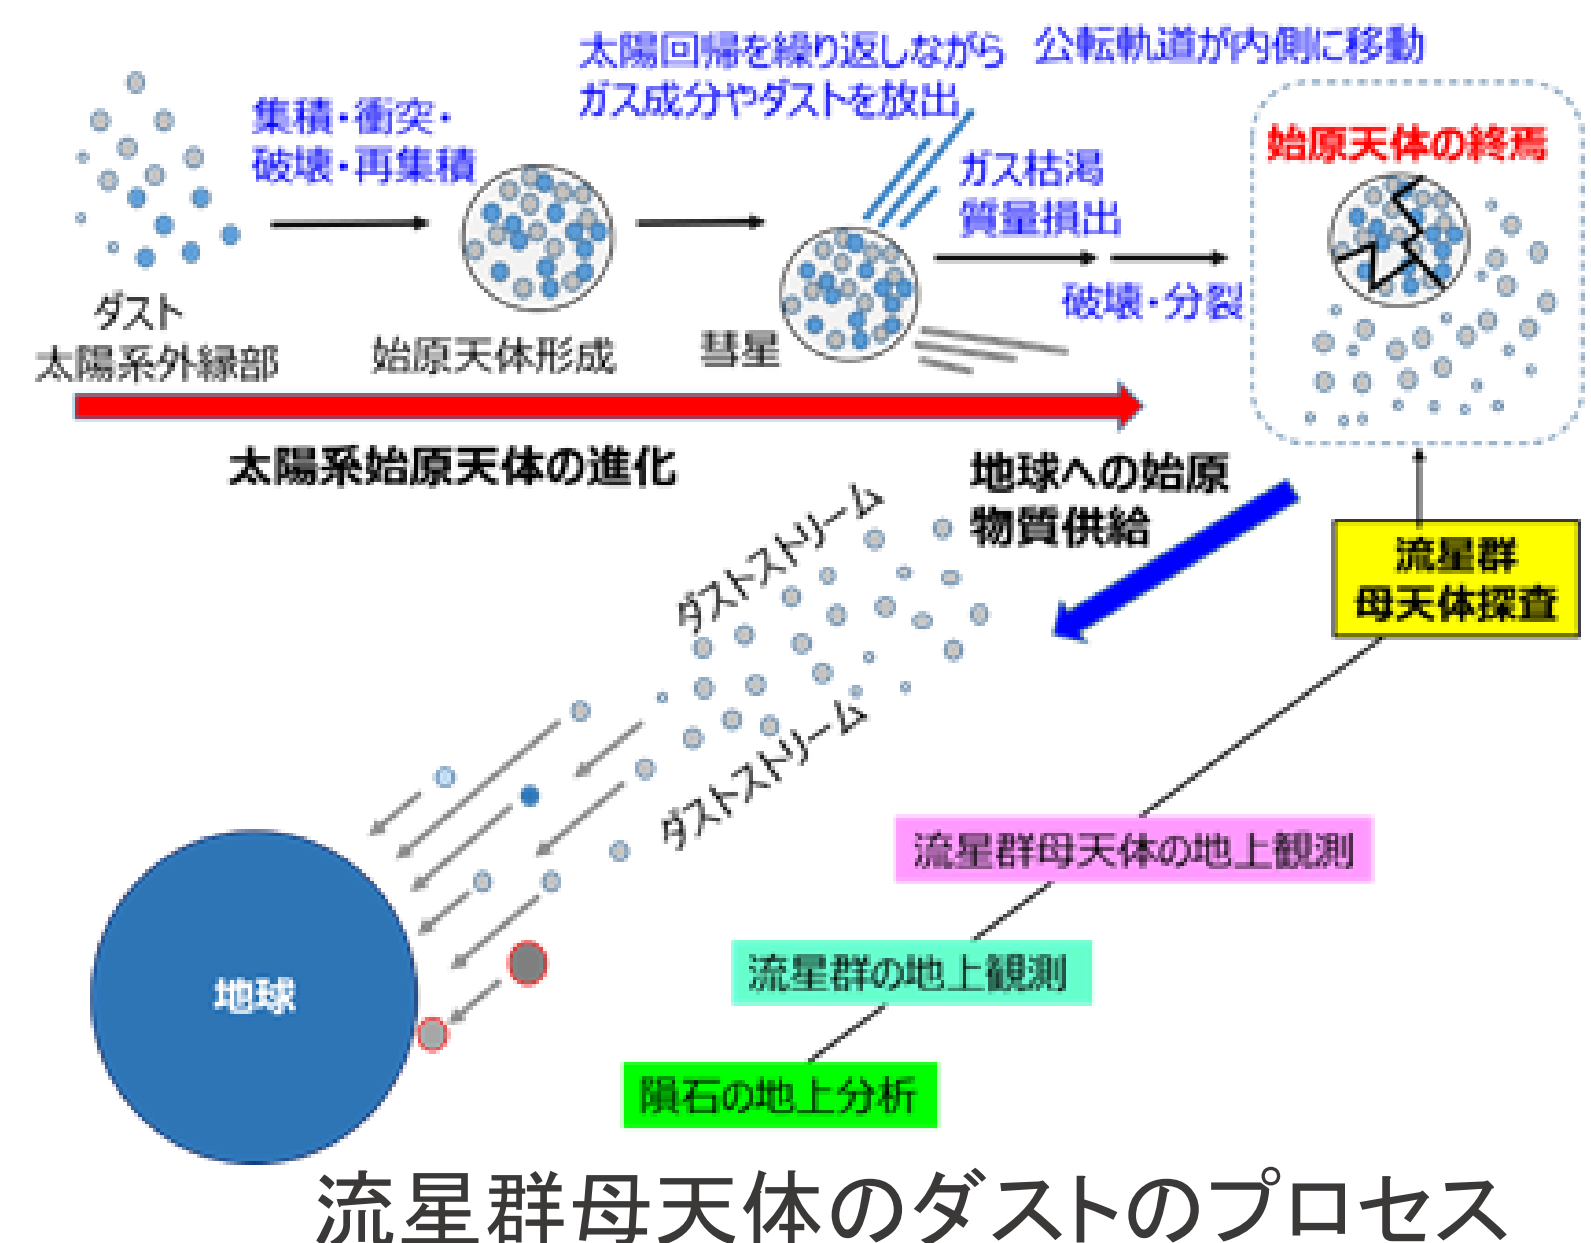 太陽回帰を繰り返しながら
ガス成分やダストを放出
公転軌道が内側に移動
集積・衝突・
破壊・再集積
始原天体の終焉
ガス枯渇
質量損出
破壊・分裂
ダスト
太陽系外縁部
始原天体形成
彗星
太陽系始原天体の進化
地球への始原
物質供給
ダストストリーム
流星群
母天体探査
ダストストリーム
流星群母天体の地上観測
流星群の地上観測
地球
隕石の地上分析
流星群母天体のダストのプロセス